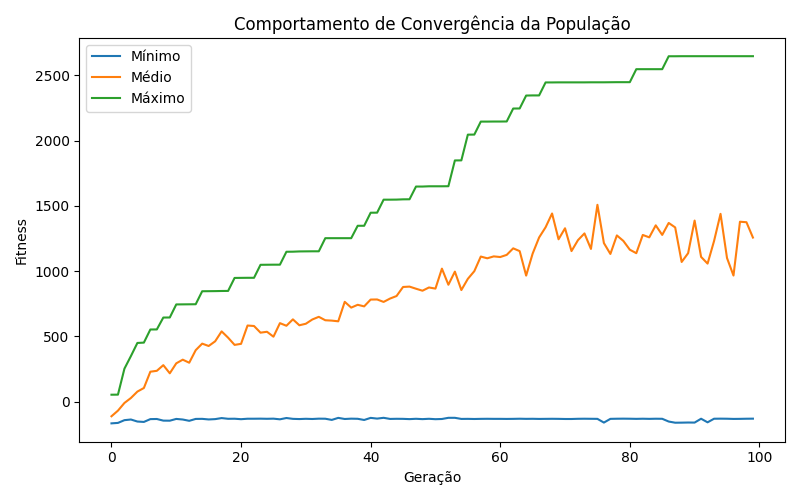 Comportamento de Convergência da População
Mínimo
Médio
Máximo
2500
2000
1500
1000
500
0
Fitness
0 20 40 60 80 100
Geração